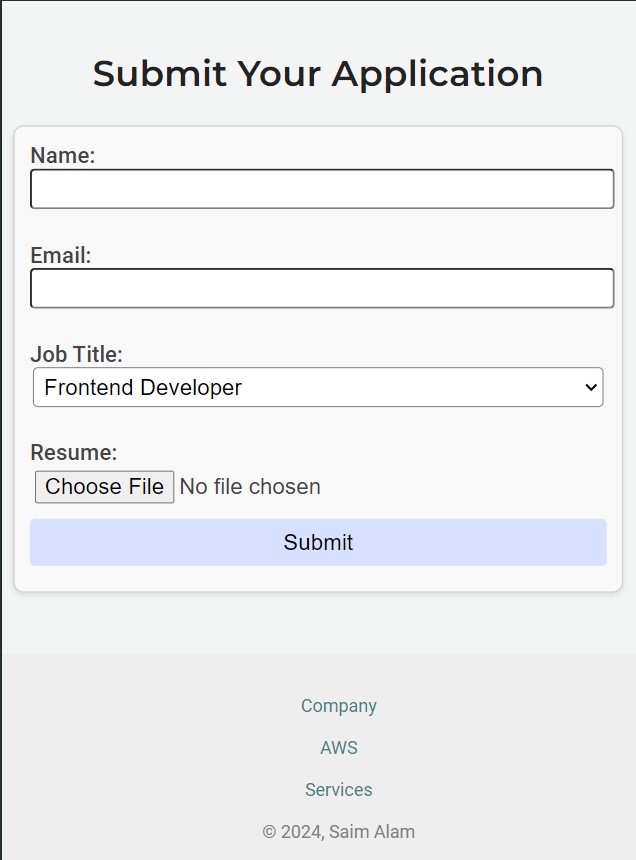 Submit Your Application
Name:
Email:
Job Title:
Frontend Developer
Resume:
Choose File No file chosen
Submit
Company
AWS
Services
© 2024, Saim Alam